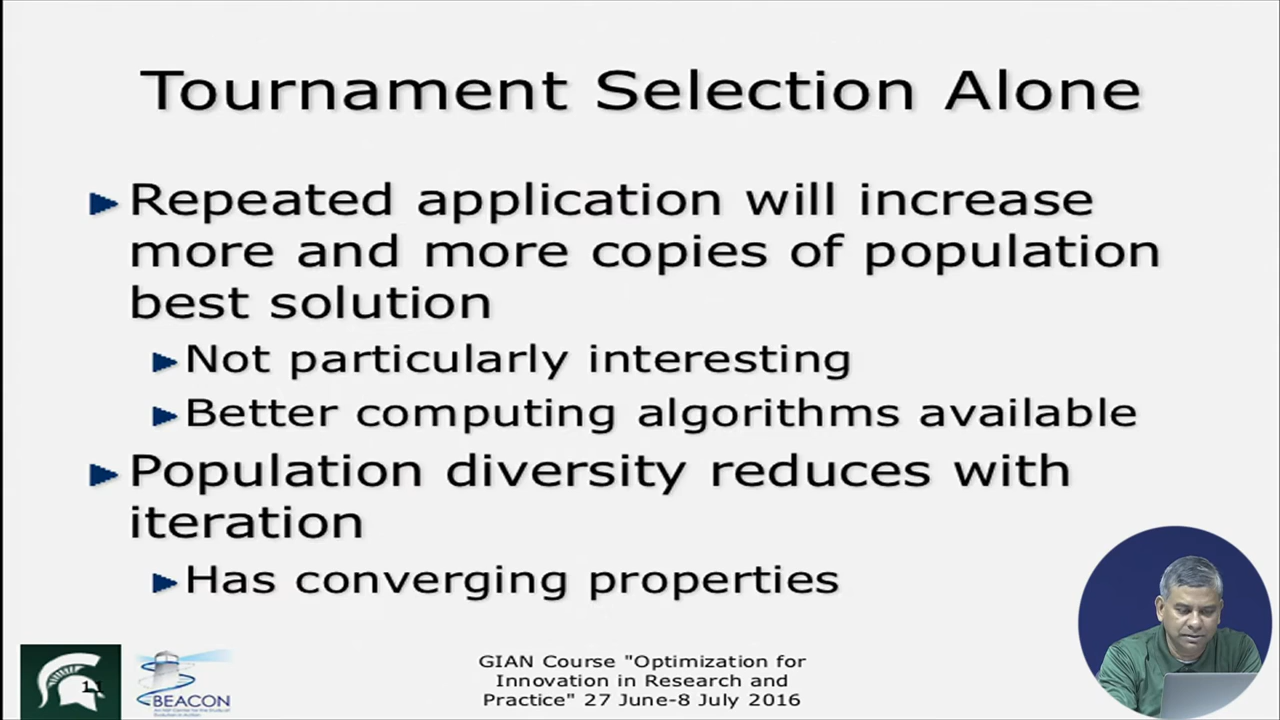 Tournament Selection Alone
Repeated application will increase
more and more copies of population
best solution
Not particularly interesting
Better computing algorithms available
Population diversity reduces with
iteration
Has converging properties
GIAN Course "Optimization for
Innovation in Research and
Practice" 27 June-8 July 2016
BEACON